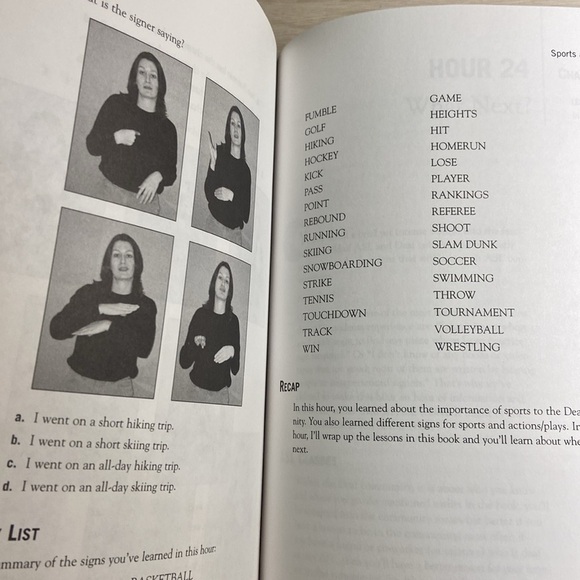 is the signer saying?
a. I went on a short hiking trip.
b. I went on a short skiing trip.
c. I went on an all-day hiking trip.
d. I went on an all-day skiing trip.
LIST
mmary of the signs you've learned in this hour:
BASKETBALL
Sports
HOUR 24
FUMBLE
GOLF
HIKING
HOCKEY
KICK
PASS
POINT
REBOUND
RUNNING
SKIING
SNOWBOARDING
STRIKE
TENNIS
TOUCHDOWN
TRACK
WIN
GAME
HEIGHTS
HIT
HOMERUN
LOSE
PLAYER
RANKINGS
REFEREE
SHOOT
SLAM DUNK
SOCCER
SWIMMING
THROW
TOURNAMENT
VOLLEYBALL
WRESTLING
RECAP
In this hour, you learned about the importance of sports to the Dea
nity. You also learned different signs for sports and actions/plays. In
hour, I'll wrap up the lessons in this book and you'll learn about whe
next.